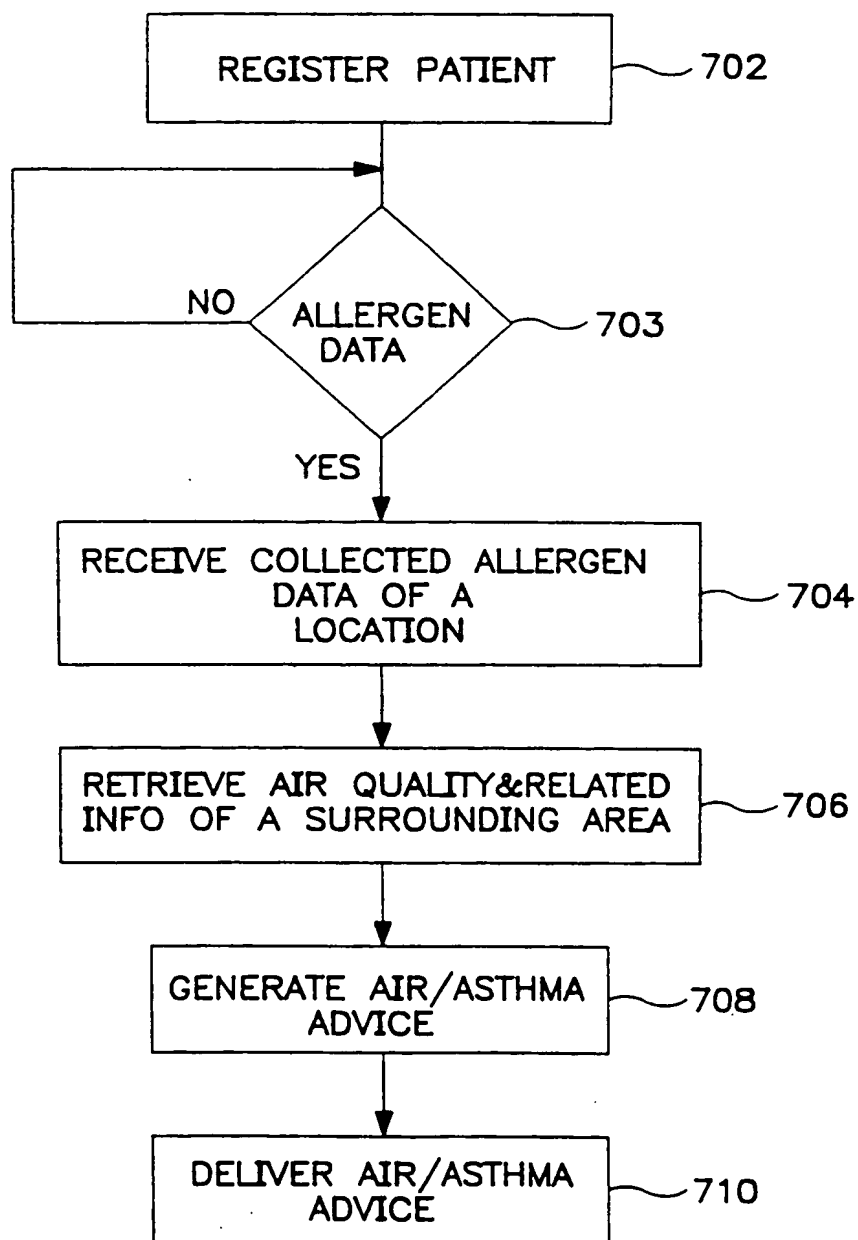 REGISTER PATIENT
702
NO
ALLERGEN
DATA
703
YES
RECEIVE COLLECTED ALLERGEN
DATA OF A
LOCATION
704
RETRIEVE AIR QUALITY&RELATED
INFO OF A SURROUNDING AREA
706
GENERATE AIR/ASTHMA
ADVICE
708
DELIVER AIR/ASTHMA
ADVICE
710